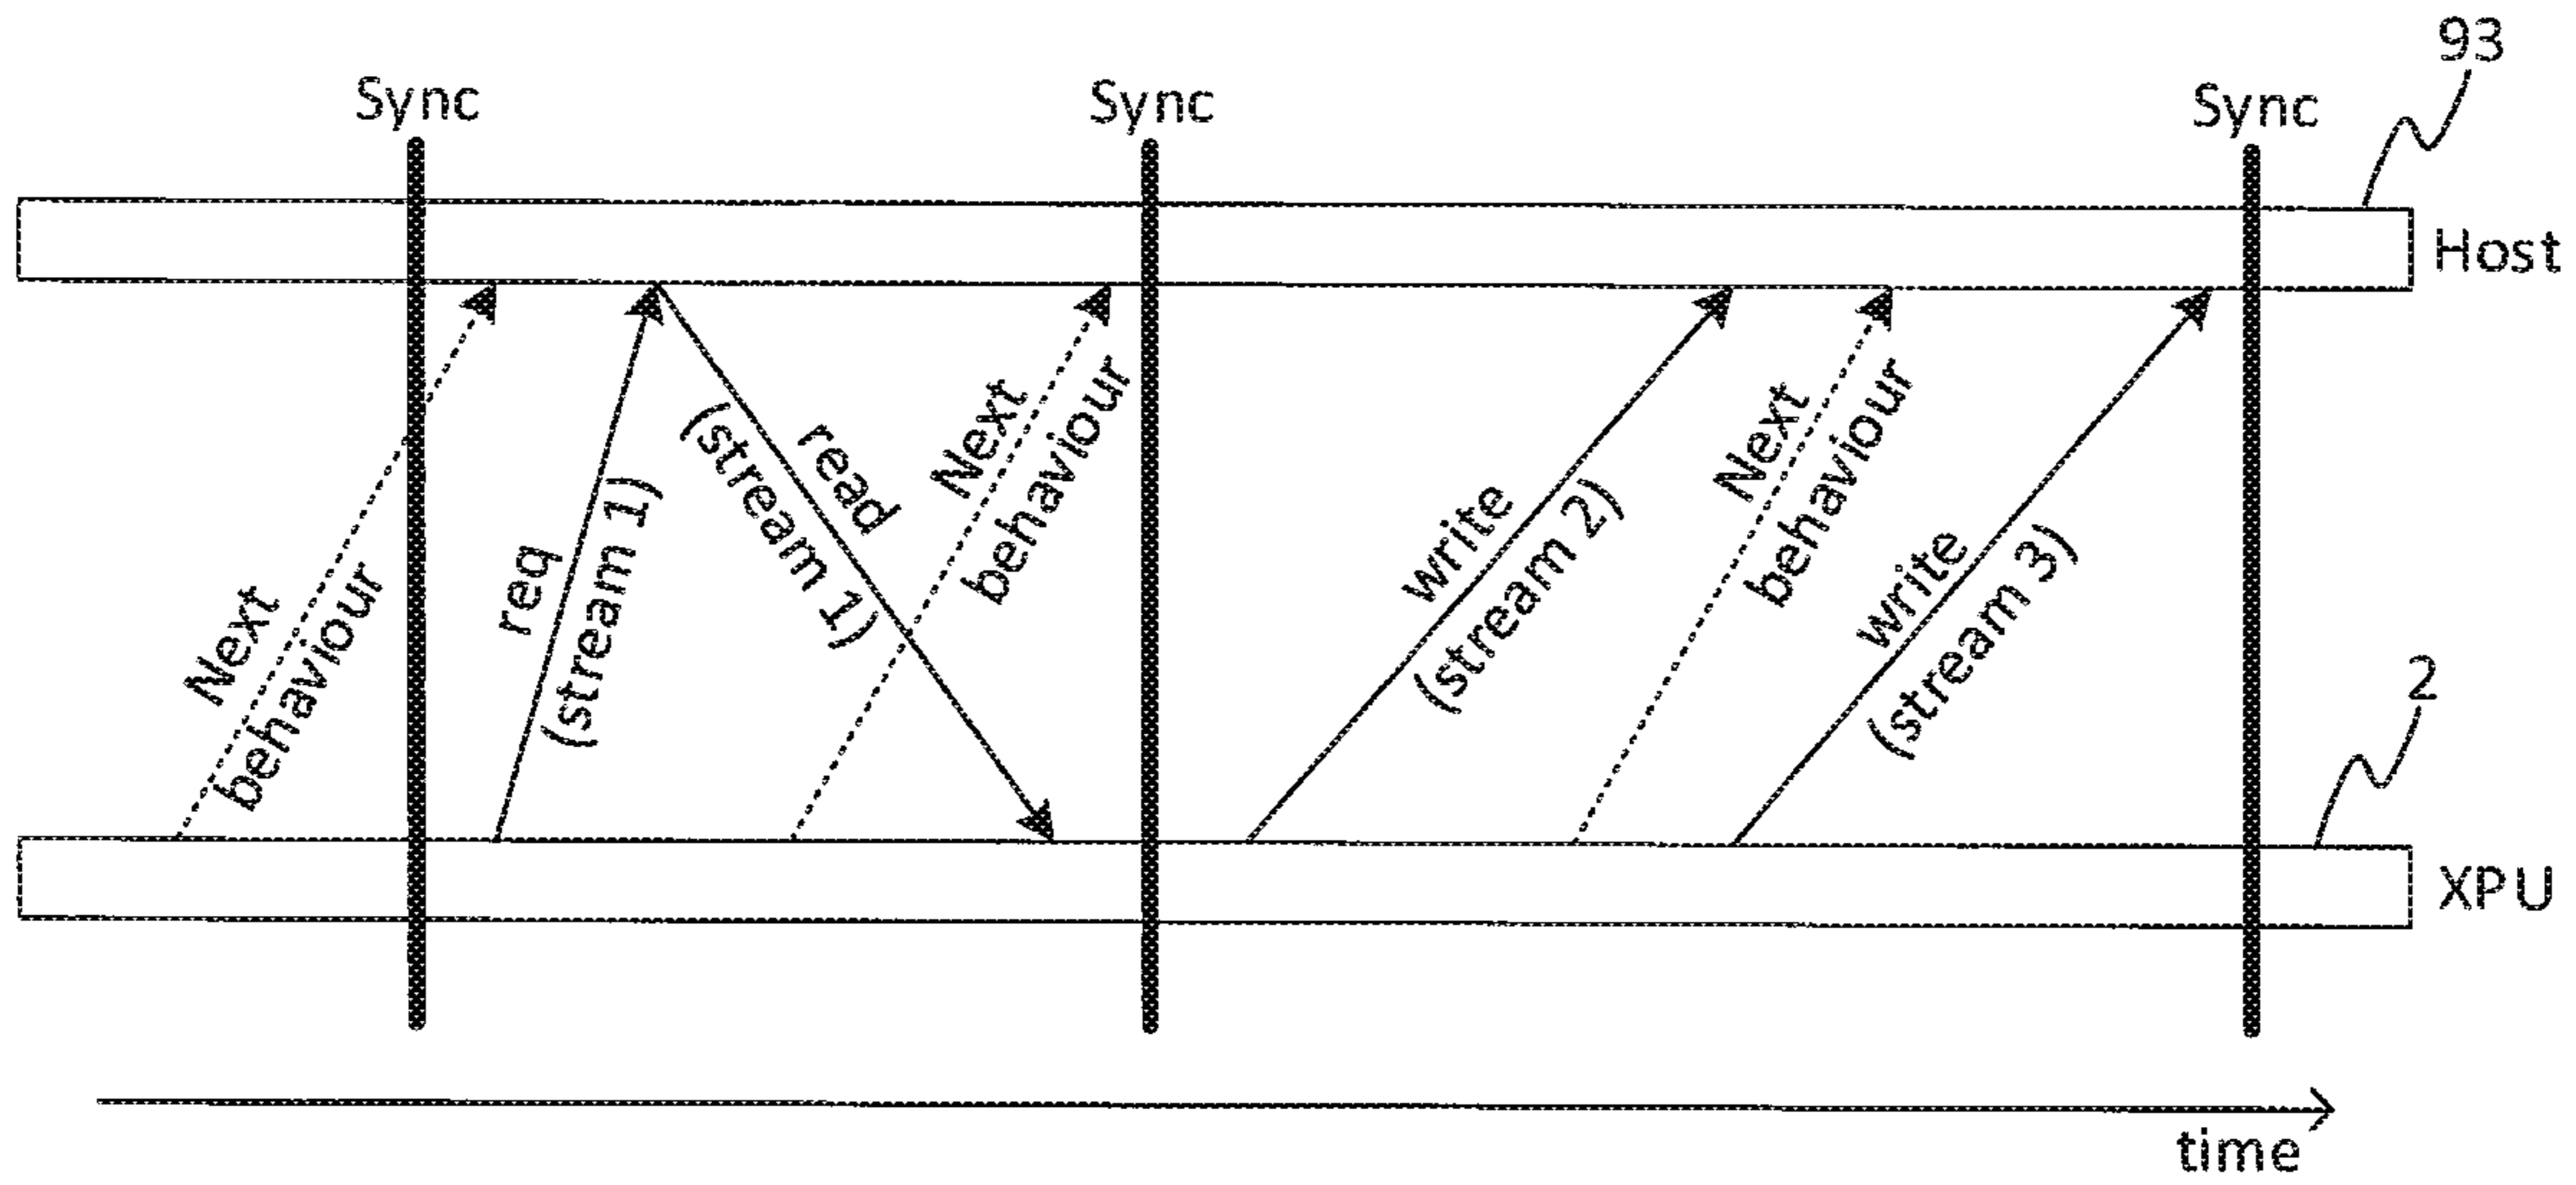 93
Sync
Sync
Sync
Host
Next
behaviour
req
(stream 1)
read
(stream 1)
Next
behaviour
write
(stream 2)
Next
behaviour
write
(stream 3)
2
XPU
time